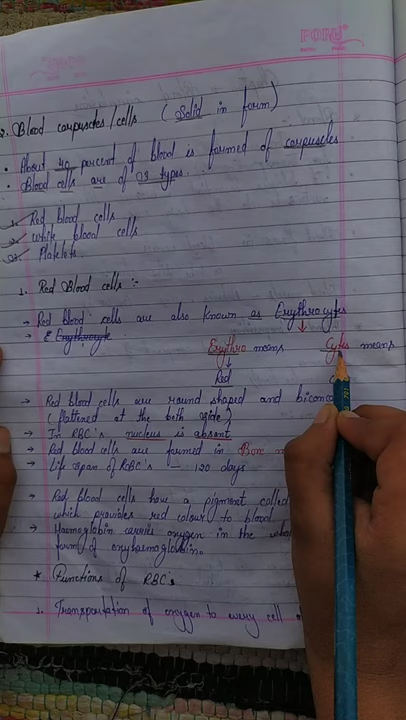 PORU
2. Blood corpuscles/cells (Solid in form)
• About 40 percent of blood is formed of corpuscles
• Blood cells are of 03 types.
1. Red blood cells
2. White blood cells
3. Platelets.
1. Red Blood cells :-
→ Red blood cells are also known as Erythrocytes
→ E Erythrocyte
Erythro means Cytes means
Red
→ Red blood cells are round shaped and biconca
(flattened at the both side)
→ In RBC's nucleus is absent
→ Red blood cells are formed in Bon
→ Life span of RBC's — 120 days
→ Red blood cells have a pigment called
which provides red colour to blood
→ Haemoglobin carries oxygen in the
form of oxyhaemoglobin.
* Functions of RBC's
1. Transportation of oxygen to every cell